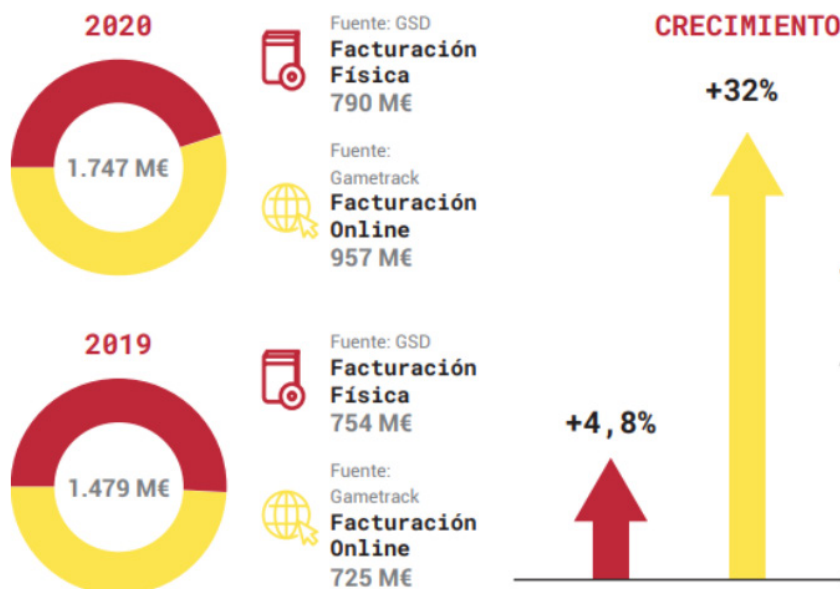 2020
1.747 M€
Fuente: GSD
Facturación
Física
790 M€
Fuente:
Gametrack
Facturación
Online
957 M€
2019
1.479 M€
Fuente: GSD
Facturación
Física
754 M€
Fuente:
Gametrack
Facturación
Online
725 M€
CRECIMIENTO
+32%
+4,8%